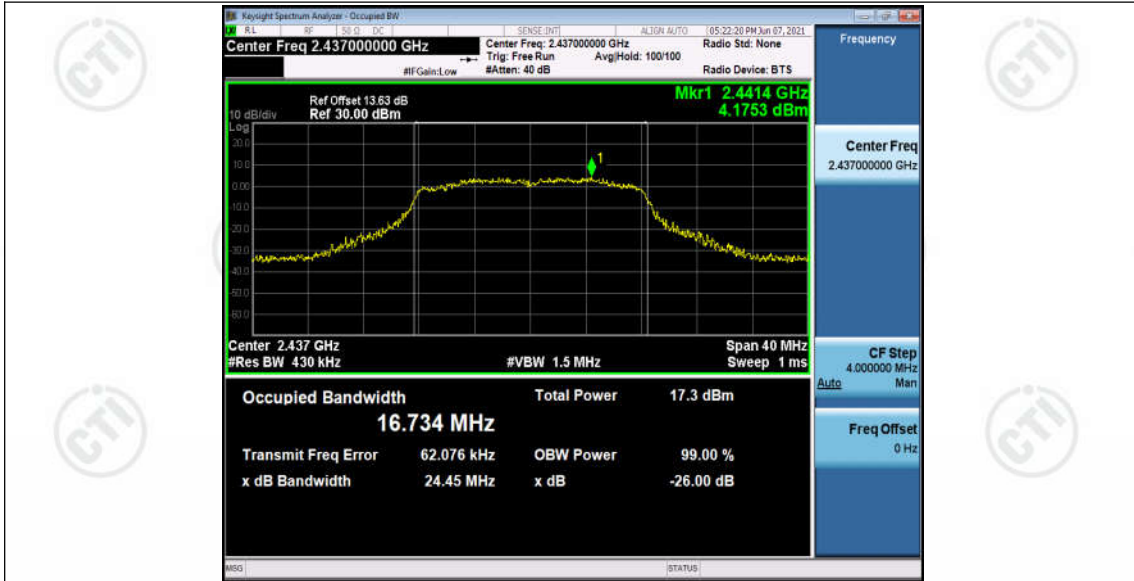 Keysight Spectrum Analyzer - Occupied BW
RL RF 50 Ω DC SENSE:INT ALIGN AUTO 05:22:20 PM Jun 07, 2021
Center Freq 2.437000000 GHz
Center Freq: 2.437000000 GHz
Radio Std: None
Trig: Free Run Avg|Hold: 100/100
#IFGain:Low #Atten: 40 dB Radio Device: BTS
Frequency
Mkr1 2.4414 GHz
4.1753 dBm
Ref Offset 13.63 dB
10 dB/div Ref 30.00 dBm
Log
20.0
10.0
0.00
-10.0
-20.0
-30.0
-40.0
-50.0
-60.0
1
Center 2.437 GHz Span 40 MHz
#Res BW 430 kHz #VBW 1.5 MHz Sweep 1 ms
Center Freq
2.437000000 GHz
CF Step
4.000000 MHz
Auto Man
Freq Offset
0 Hz
Occupied Bandwidth Total Power 17.3 dBm
16.734 MHz
Transmit Freq Error 62.076 kHz OBW Power 99.00 %
x dB Bandwidth 24.45 MHz x dB -26.00 dB
MSG STATUS
CTI
CTI
CTI
CTI